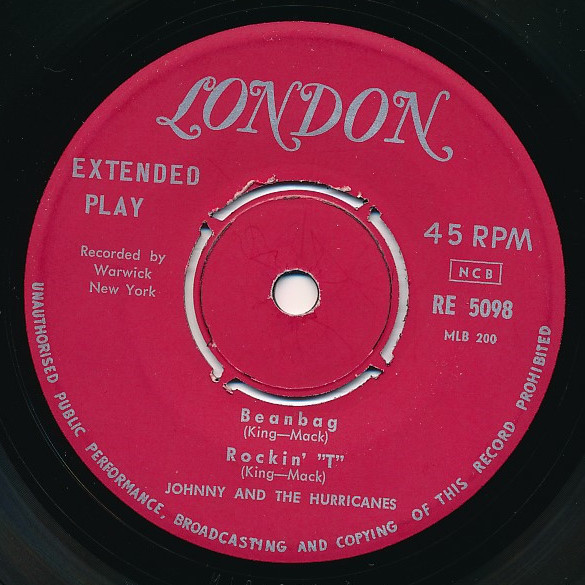 LONDON
EXTENDED
PLAY
45 RPM
Recorded by
Warwick
New York
NCB
RE 5098
MLB 200
Beanbag
(King—Mack)
Rockin' "T"
(King—Mack)
JOHNNY AND THE HURRICANES
UNAUTHORISED PUBLIC PERFORMANCE, BROADCASTING AND COPYING OF THIS RECORD PROHIBITED